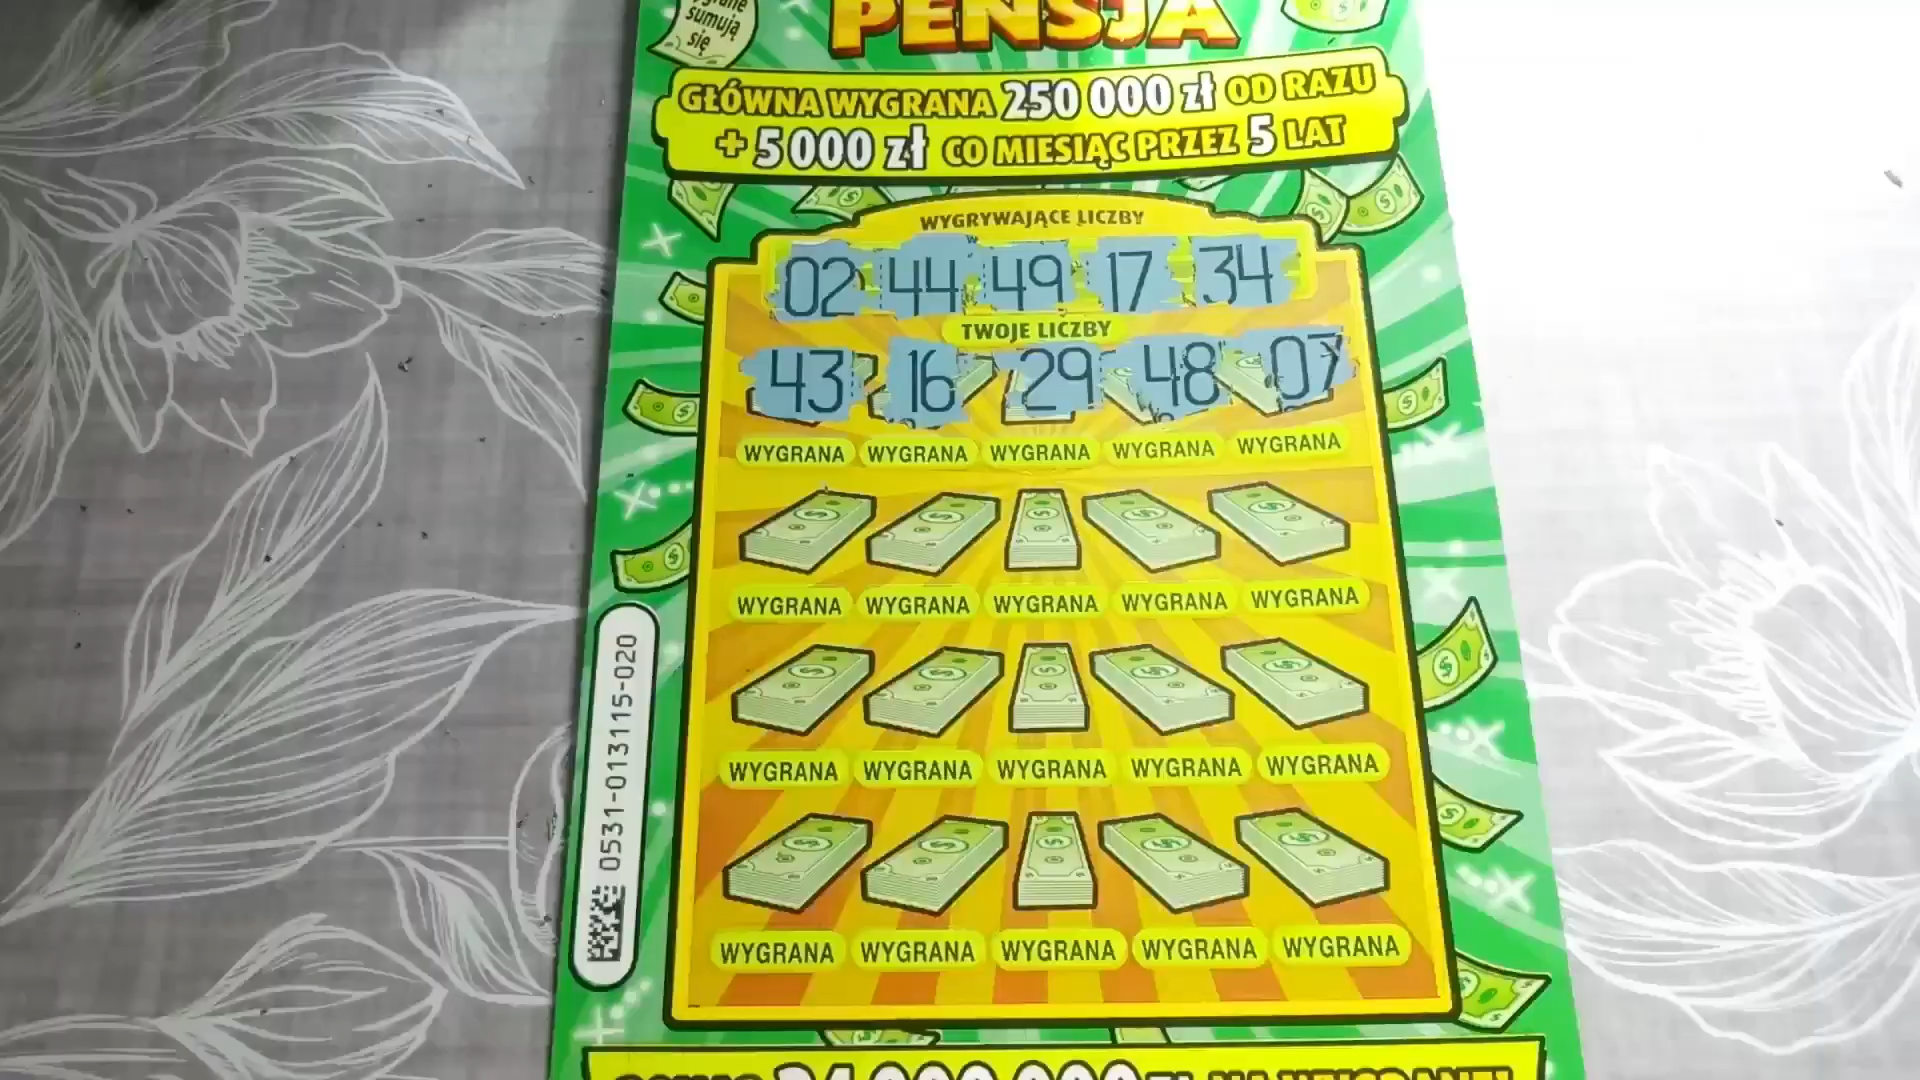 sumują
się
PENSJA
GŁÓWNA WYGRANA 250 000 zł OD RAZU
+ 5000 zł CO MIESIĄC PRZEZ 5 LAT
WYGRYWAJĄCE LICZBY
02 44 49 17 34
TWOJE LICZBY
43 16 29 48 07
WYGRANA WYGRANA WYGRANA WYGRANA WYGRANA
WYGRANA WYGRANA WYGRANA WYGRANA WYGRANA
WYGRANA WYGRANA WYGRANA WYGRANA WYGRANA
WYGRANA WYGRANA WYGRANA WYGRANA WYGRANA
0531-013115-020